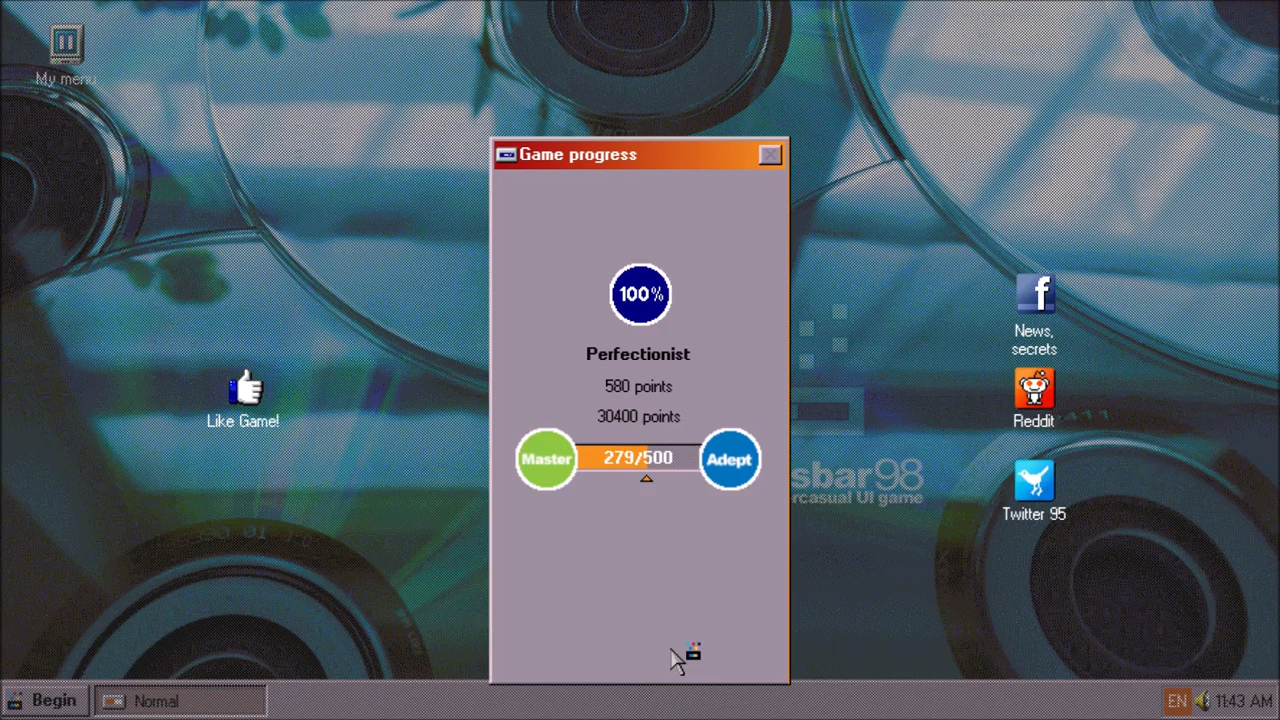 My menu
Game progress
100%
Perfectionist
580 points
30400 points
Master
279/500
Adept
Like Game!
News,
secrets
Reddit
Twitter 95
sbar98
rcasual UI game
Begin
Normal
EN
11:43 AM